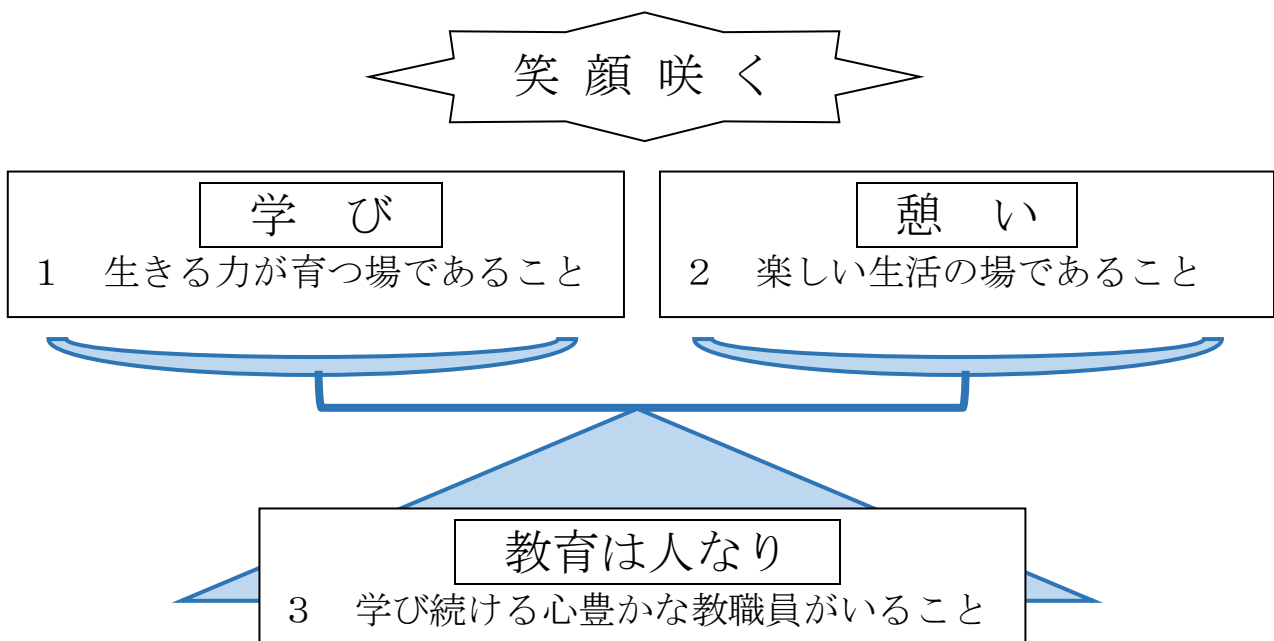 笑顔咲く
学　び
１　生きる力が育つ場であること
憩　い
２　楽しい生活の場であること
教育は人なり
３　学び続ける心豊かな教職員がいること